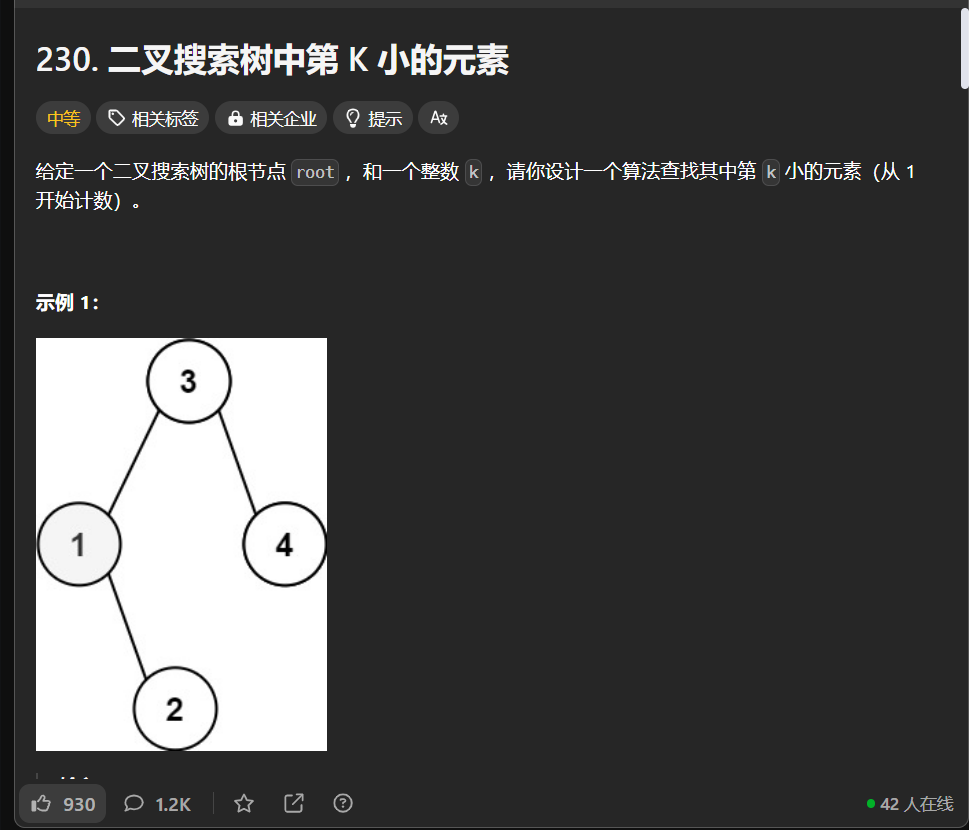 230. 二叉搜索树中第 K 小的元素
中等 相关标签 相关企业 提示 A文
给定一个二叉搜索树的根节点 root ，和一个整数 k ，请你设计一个算法查找其中第 k 小的元素（从 1
开始计数）。
示例 1：
3
1
4
2
930 1.2K 42 人在线